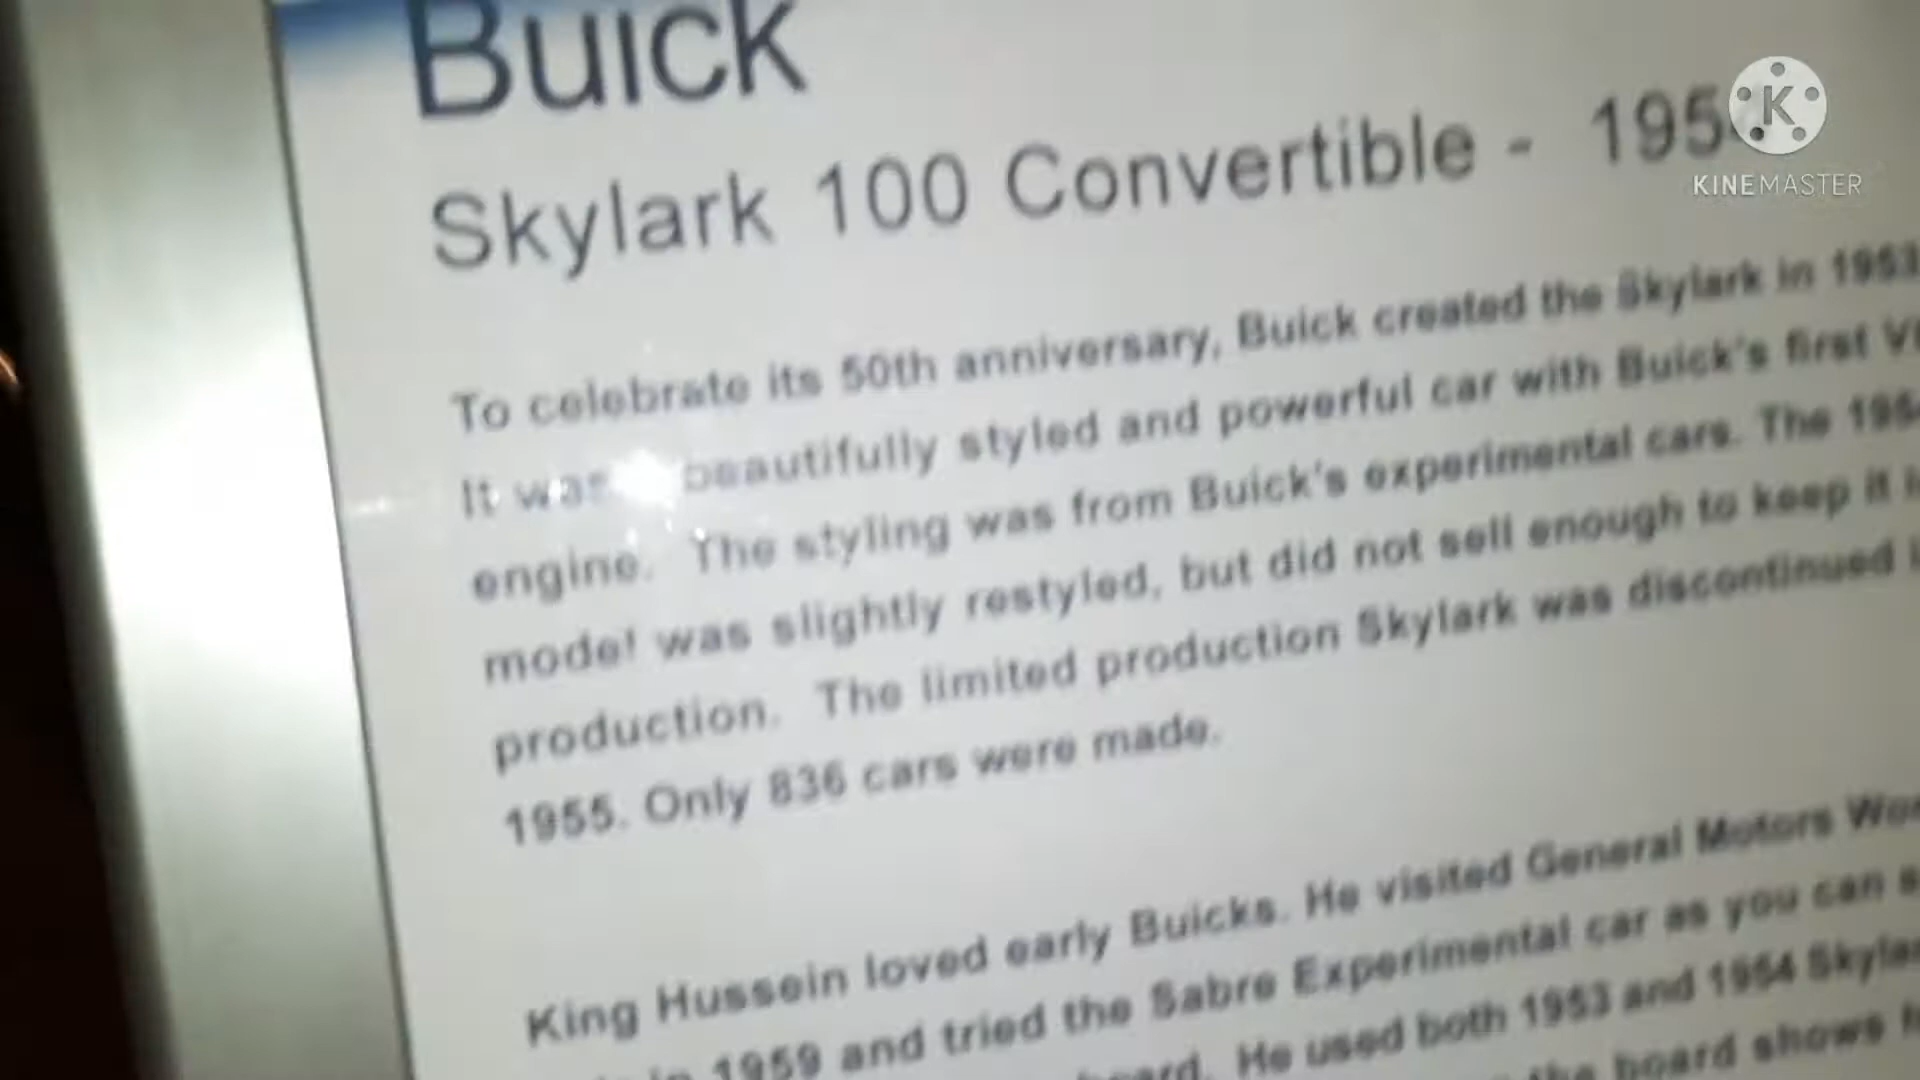 Buick
Skylark 100 Convertible - 195
KINEMASTER
To celebrate its 50th anniversary, Buick created the Skylark in 1953
It was beautifully styled and powerful car with Buick's first
engine. The styling was from Buick's experimental cars. The
model was slightly restyled, but did not sell enough to keep it
production. The limited production Skylark was discontinued
1955. Only 836 cars were made.
King Hussein loved early Buicks. He visited General Motors
in 1959 and tried the Sabre Experimental car as you can
He used both 1953 and 1954
the board shows